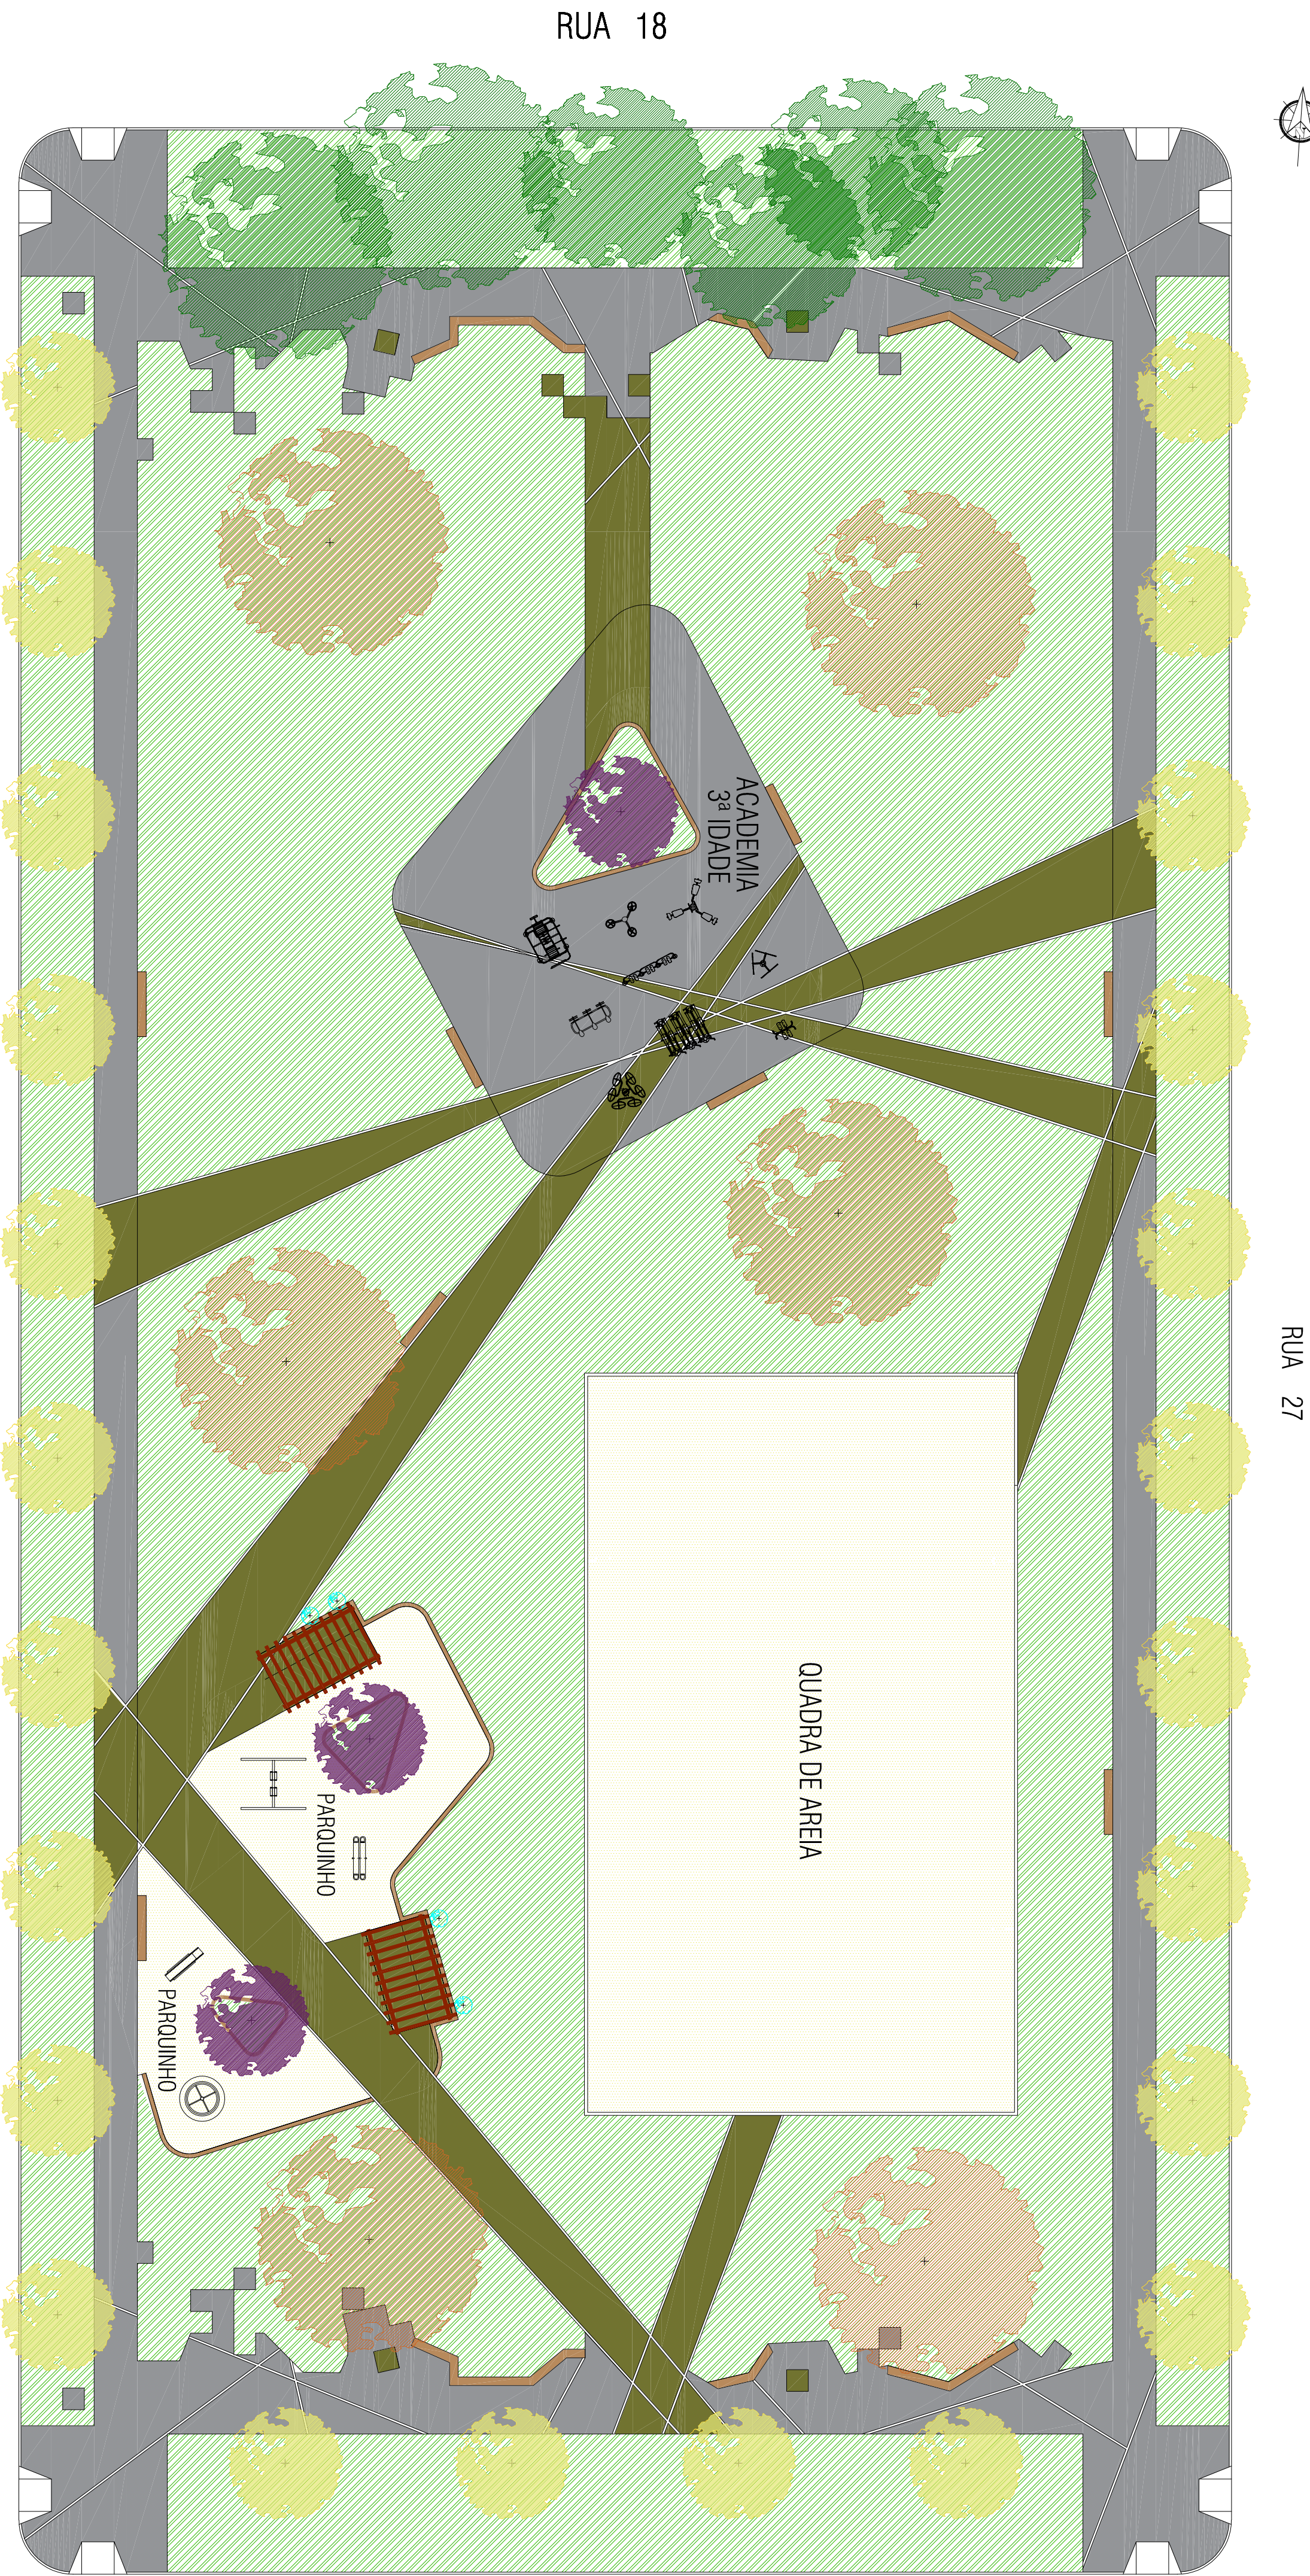 RUA 18
ACADEMIA
3ª IDADE
RUA 27
QUADRA DE AREIA
PARQUINHO
PARQUINHO